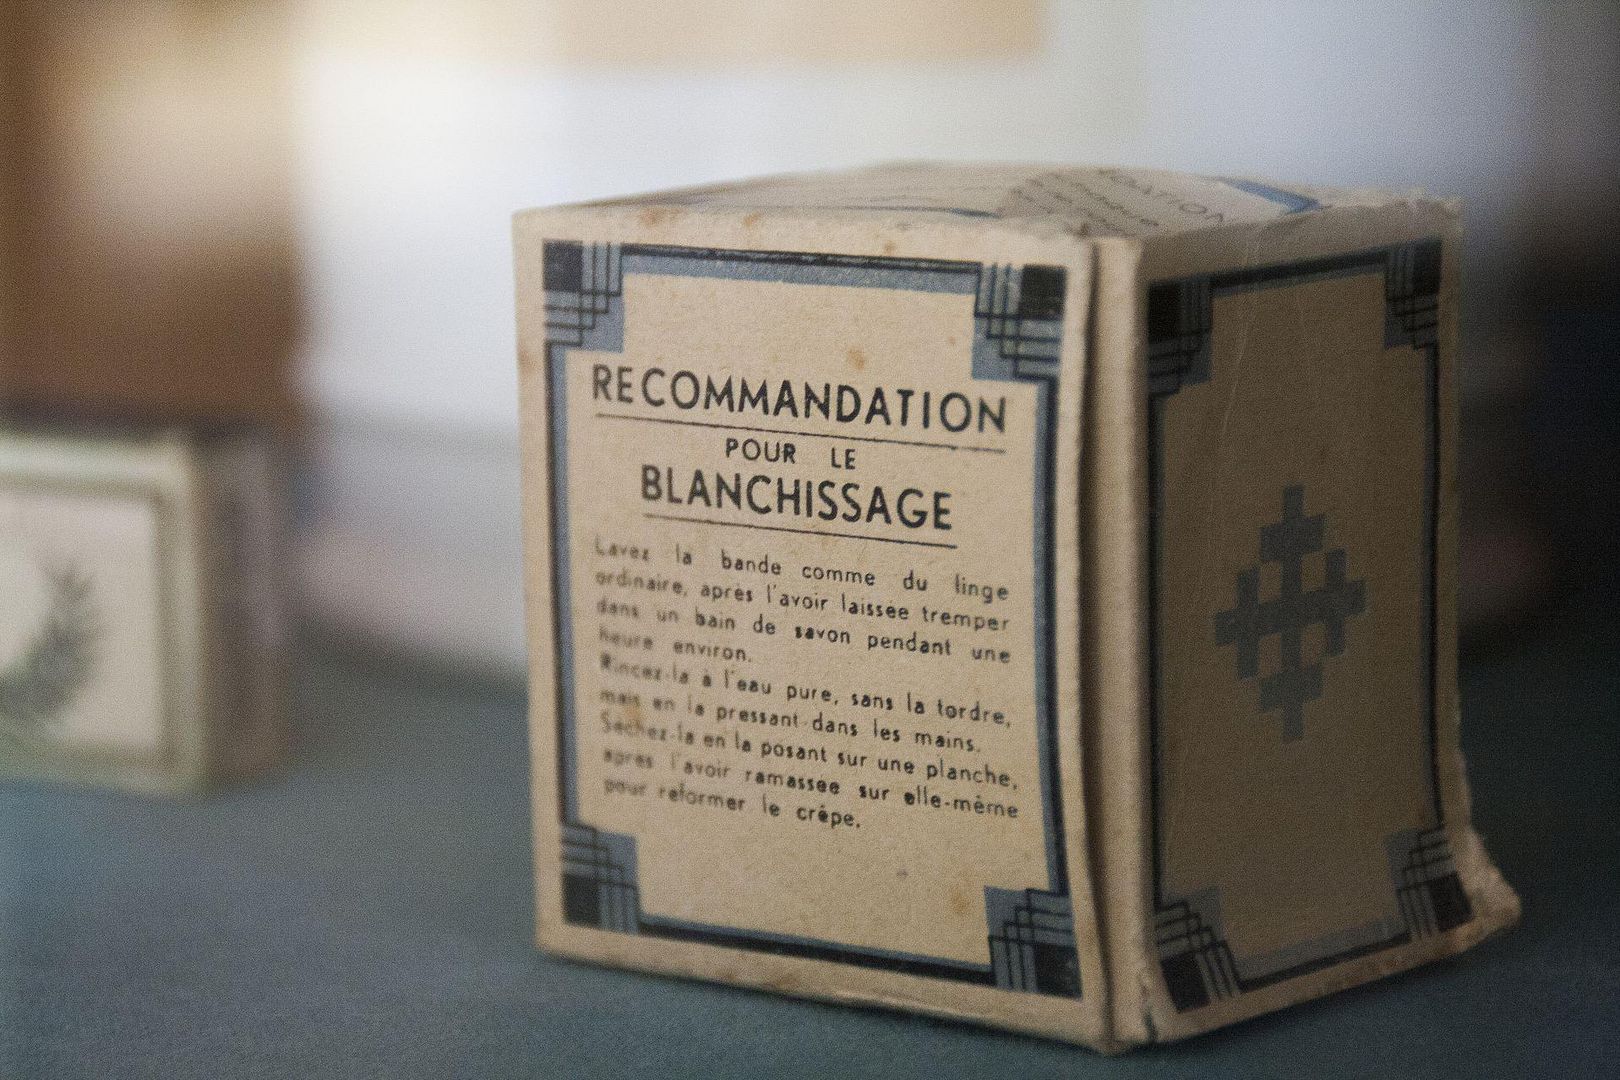 RECOMMANDATION
POUR LE
BLANCHISSAGE
Lavez la bande comme du linge
ordinaire, après l'avoir laissée tremper
dans un bain de savon pendant une
heure environ.
Rincez-la à l'eau pure, sans la tordre,
mais en la pressant dans les mains.
Séchez-la en la posant sur une planche,
après l'avoir ramassée sur elle-même
pour reformer le crêpe.